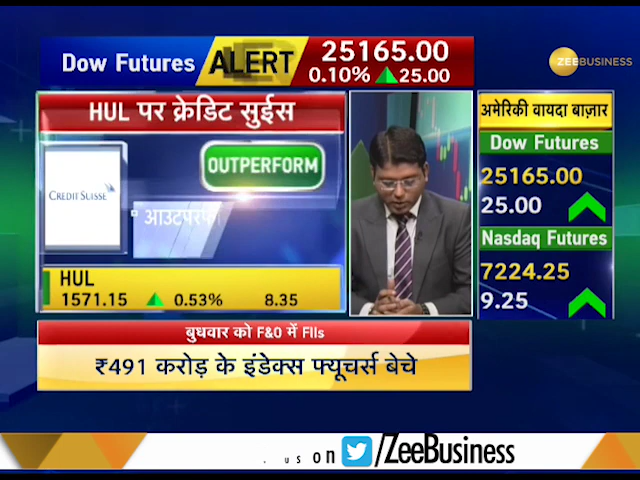 Dow Futures
ALERT
25165.00
0.10% 25.00
ZEEBUSINESS
HUL पर क्रेडिट सुईस
CREDIT SUISSE
OUTPERFORM
HUL
1571.15 0.53% 8.35
अमेरिकी वायदा बाज़ार
Dow Futures
25165.00
25.00
Nasdaq Futures
7224.25
9.25
बुधवार को F&O में FIIs
₹491 करोड़ के इंडेक्स फ्यूचर्स बेचे
us on /ZeeBusiness